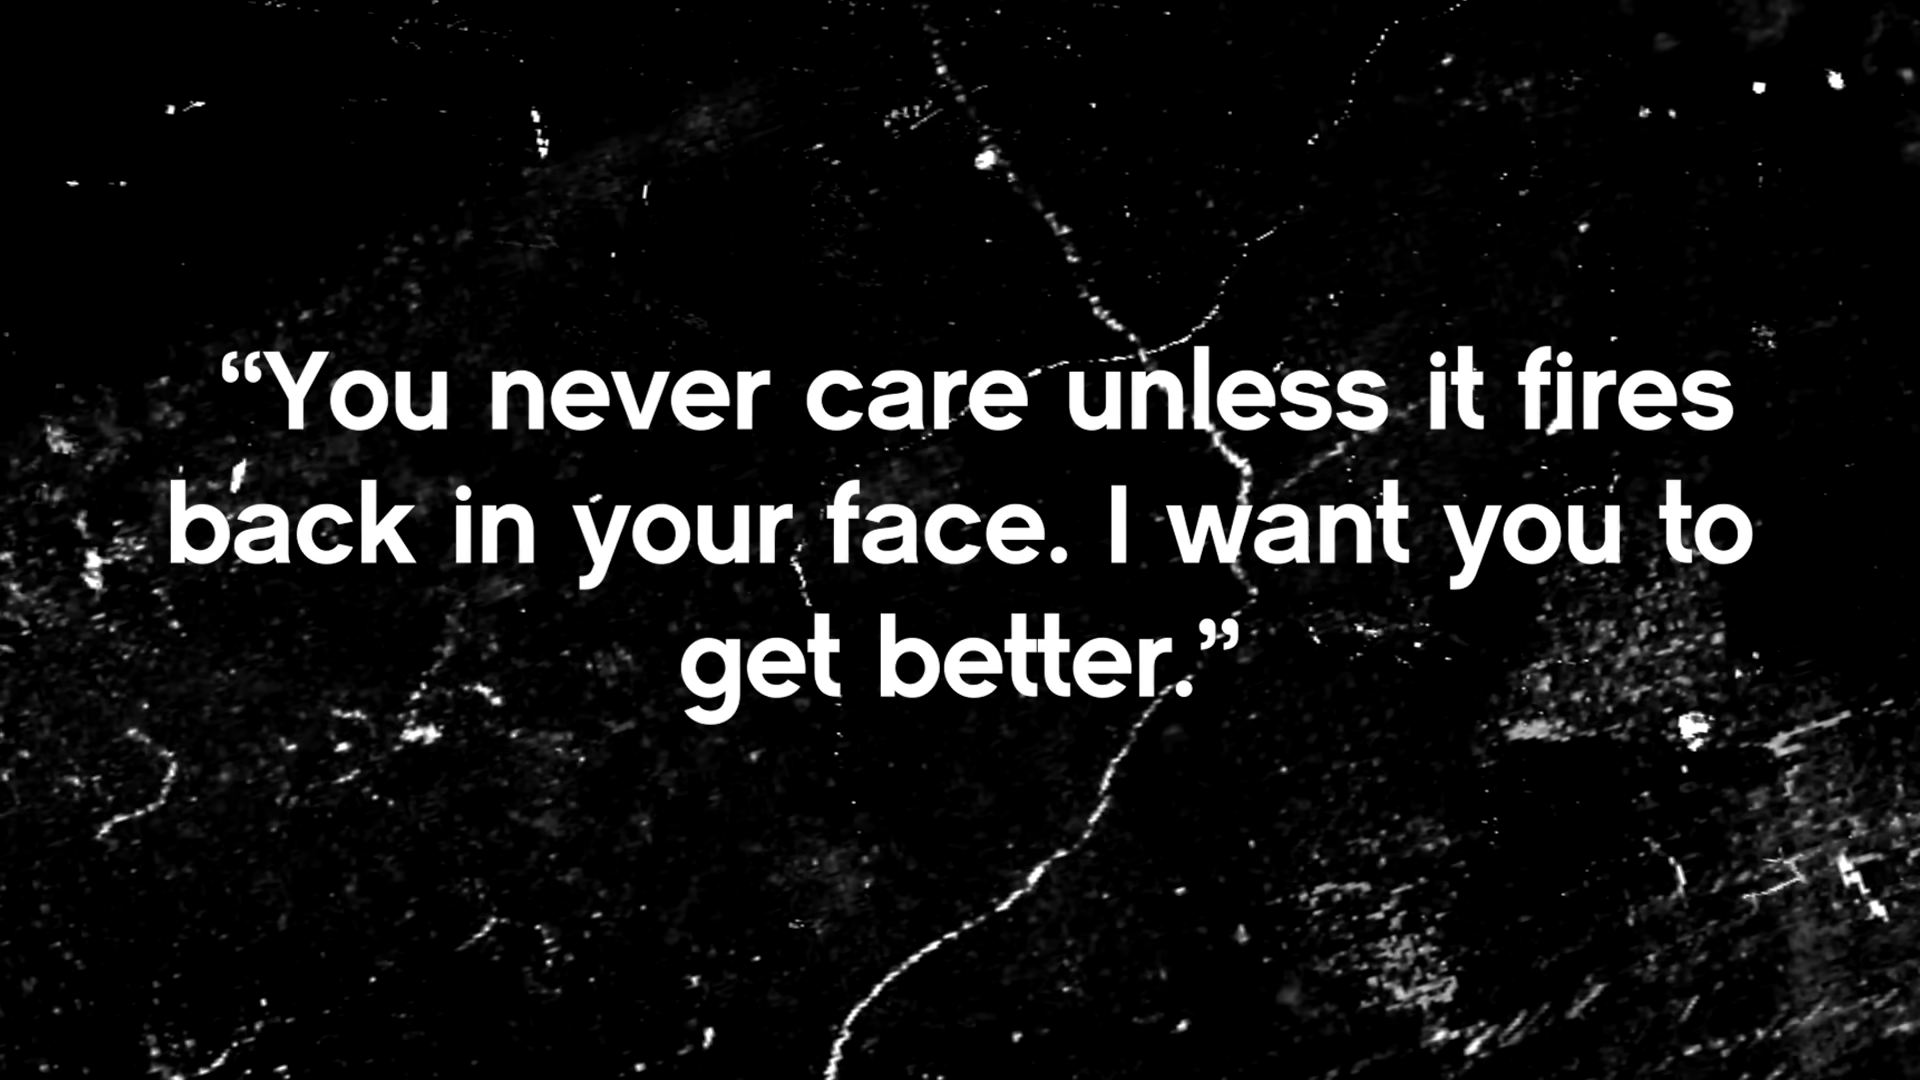 “You never care unless it fires
back in your face. I want you to
get better.”